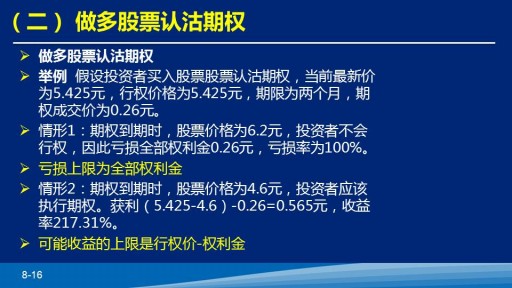 （二） 做多股票认沽期权
➢ 做多股票认沽期权
➢ 举例 假设投资者买入股票股票认沽期权，当前最新价
为5.425元，行权价格为5.425元，期限为两个月，期
权成交价为0.26元。
➢ 情形1：期权到期时，股票价格为6.2元，投资者不会
行权，因此亏损全部权利金0.26元，亏损率为100%。
➢ 亏损上限为全部权利金
➢ 情形2：期权到期时，股票价格为4.6元，投资者应该
执行期权。获利（5.425-4.6）-0.26=0.565元，收益
率217.31%。
➢ 可能收益的上限是行权价-权利金
8-16